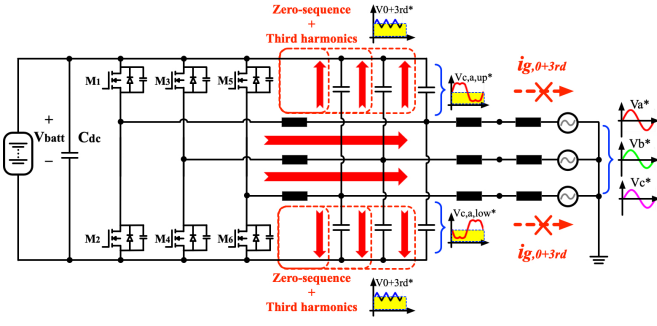 Zero-sequence
+
Third harmonics
V0+3rd*
M1
M3
M5
Vc,a,up*
ig,0+3rd
+
Vbatt
−
Cdc
Va*
Vb*
Vc*
M2
M4
M6
Vc,a,low*
ig,0+3rd
Zero-sequence
+
Third harmonics
V0+3rd*